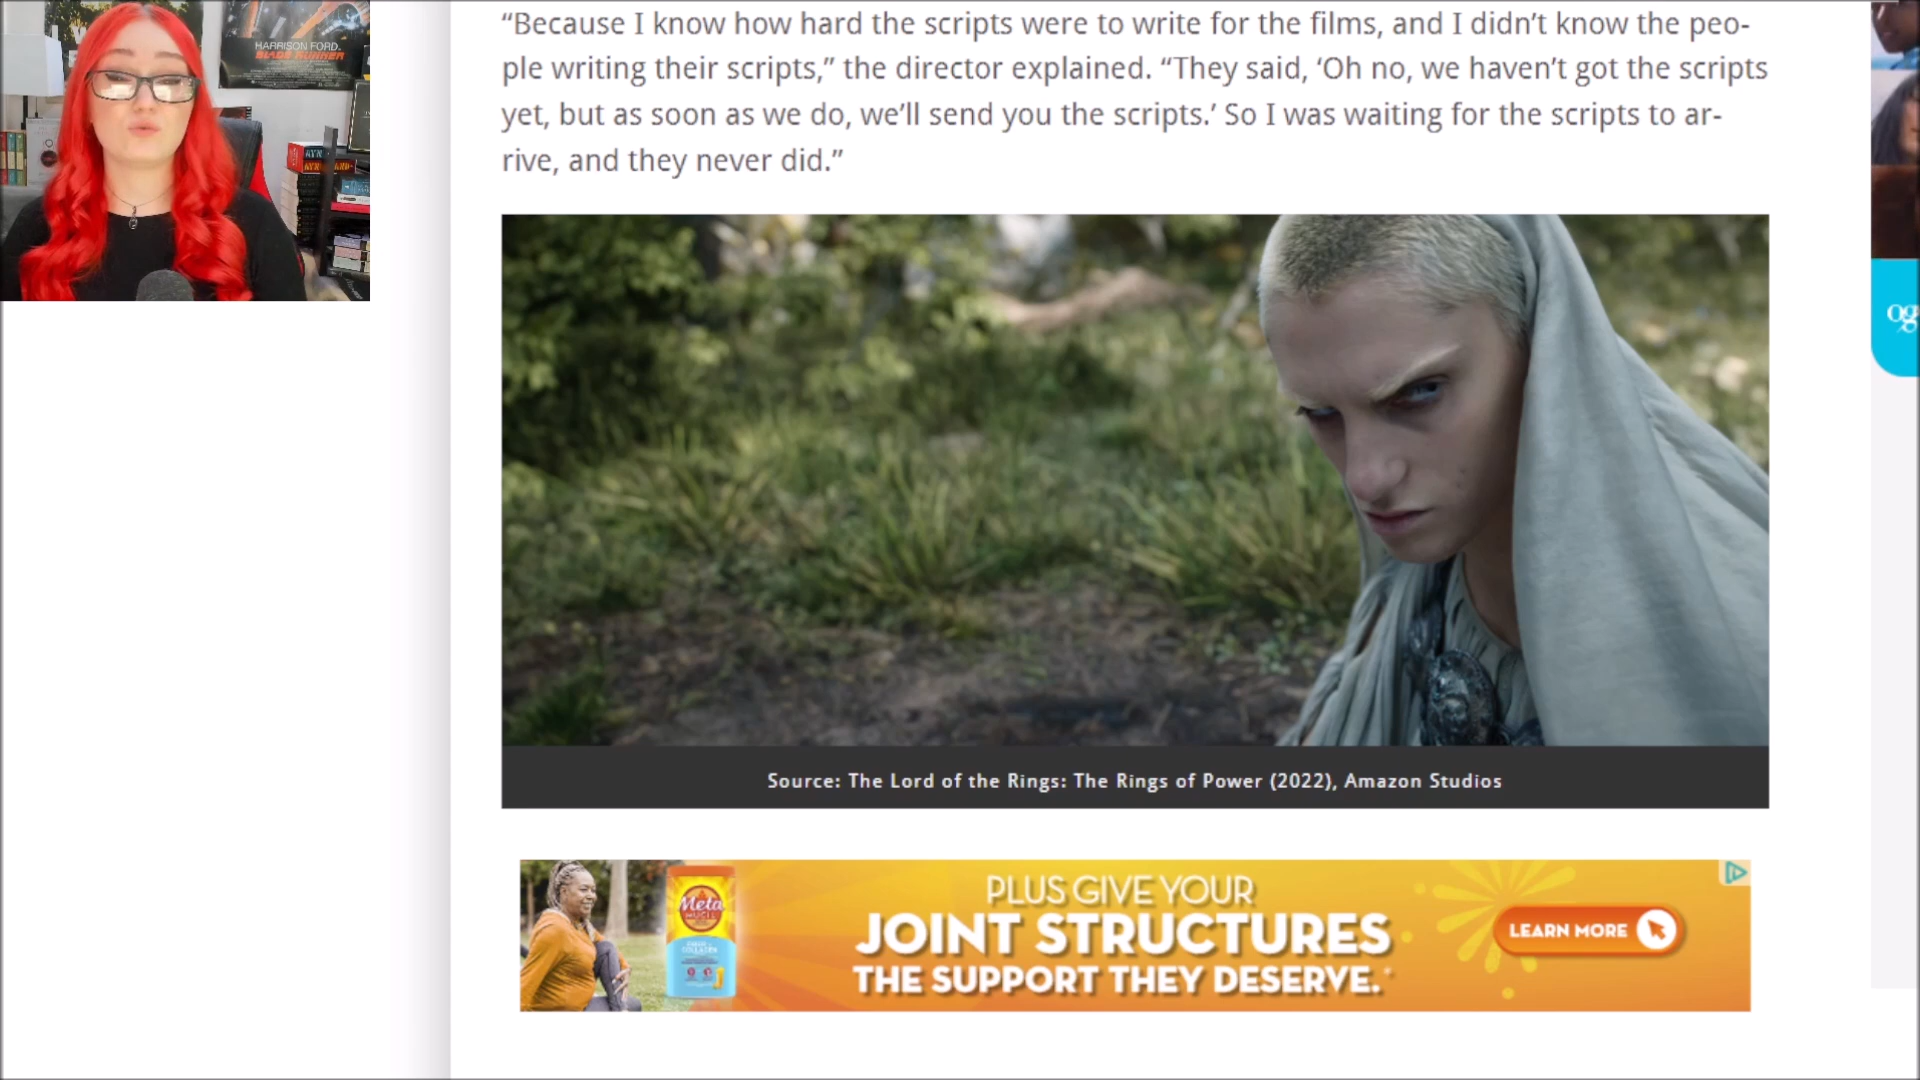 HARRISON FORD.
BLADE RUNNER
“Because I know how hard the scripts were to write for the films, and I didn’t know the peo-
ple writing their scripts,” the director explained. “They said, ‘Oh no, we haven’t got the scripts
yet, but as soon as we do, we’ll send you the scripts.’ So I was waiting for the scripts to ar-
rive, and they never did.”
og
Source: The Lord of the Rings: The Rings of Power (2022), Amazon Studios
PLUS GIVE YOUR
JOINT STRUCTURES
THE SUPPORT THEY DESERVE.*
Meta
MUCIL
LEARN MORE